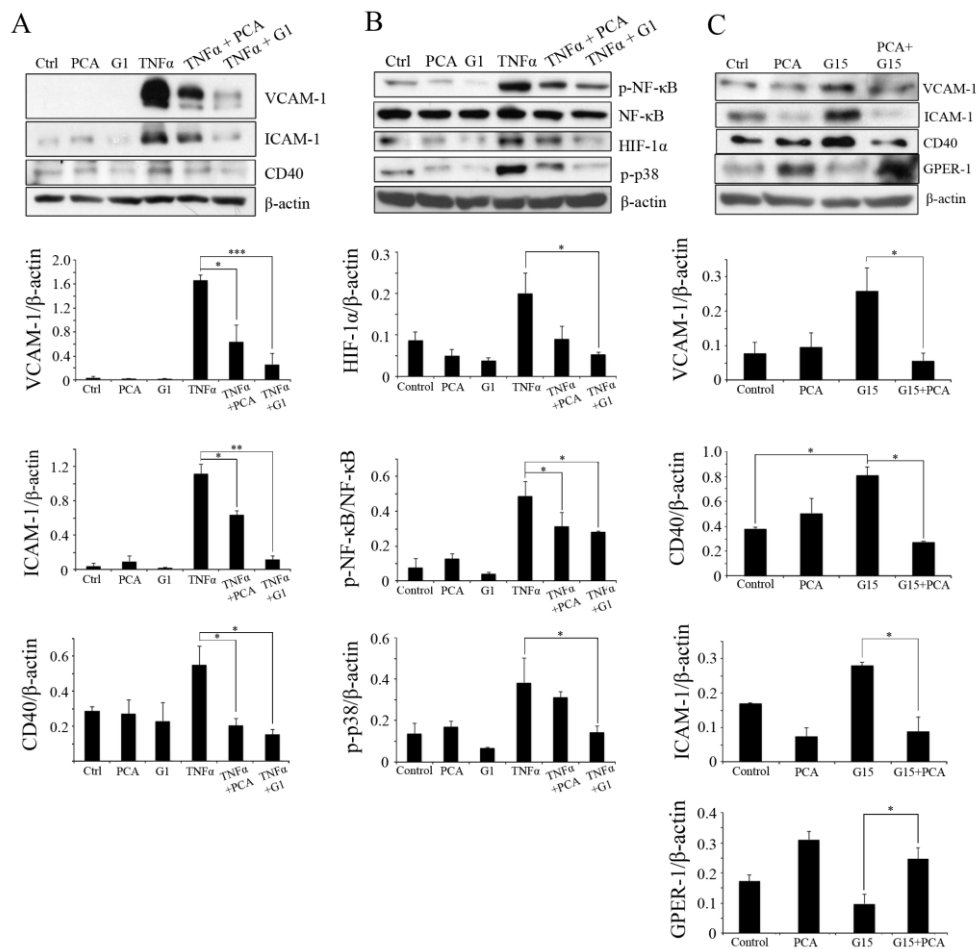 A
Ctrl PCA G1 TNFα TNFα + PCA TNFα + G1
VCAM-1
ICAM-1
CD40
β-actin
VCAM-1/β-actin
2.0
1.6
1.2
0.8
0.6
0
***
*
Ctrl PCA G1 TNFα TNFα +PCA TNFα +G1
ICAM-1/β-actin
1.2
0.9
0.6
0.3
0
**
*
Ctrl PCA G1 TNFα TNFα +PCA TNFα +G1
CD40/β-actin
0.6
0.4
0.2
*
*
Ctrl PCA G1 TNFα TNFα +PCA TNFα +G1
B
Ctrl PCA G1 TNFα TNFα + PCA TNFα + G1
p-NF-κB
NF-κB
HIF-1α
p-p38
β-actin
HIF-1α/β-actin
0.3
0.2
0.1
0
*
Control PCA G1 TNFα TNFα +PCA TNFα +G1
p-NF-κB/NF-κB
0.6
0.4
0.2
0
*
*
Control PCA G1 TNFα TNFα +PCA TNFα +G1
p-p38/β-actin
0.6
0.4
0.2
0
*
Control PCA G1 TNFα TNFα +PCA TNFα +G1
C
Ctrl PCA G15 PCA+ G15
VCAM-1
ICAM-1
CD40
GPER-1
β-actin
VCAM-1/β-actin
0.3
0.2
0.1
0
*
Control PCA G15 G15+PCA
CD40/β-actin
1.0
0.8
0.6
0.4
0.2
0
*
*
Control PCA G15 G15+PCA
ICAM-1/β-actin
0.3
0.2
0.1
0
*
Control PCA G15 G15+PCA
GPER-1/β-actin
0.4
0.3
0.2
0.1
0
*
Control PCA G15 G15+PCA